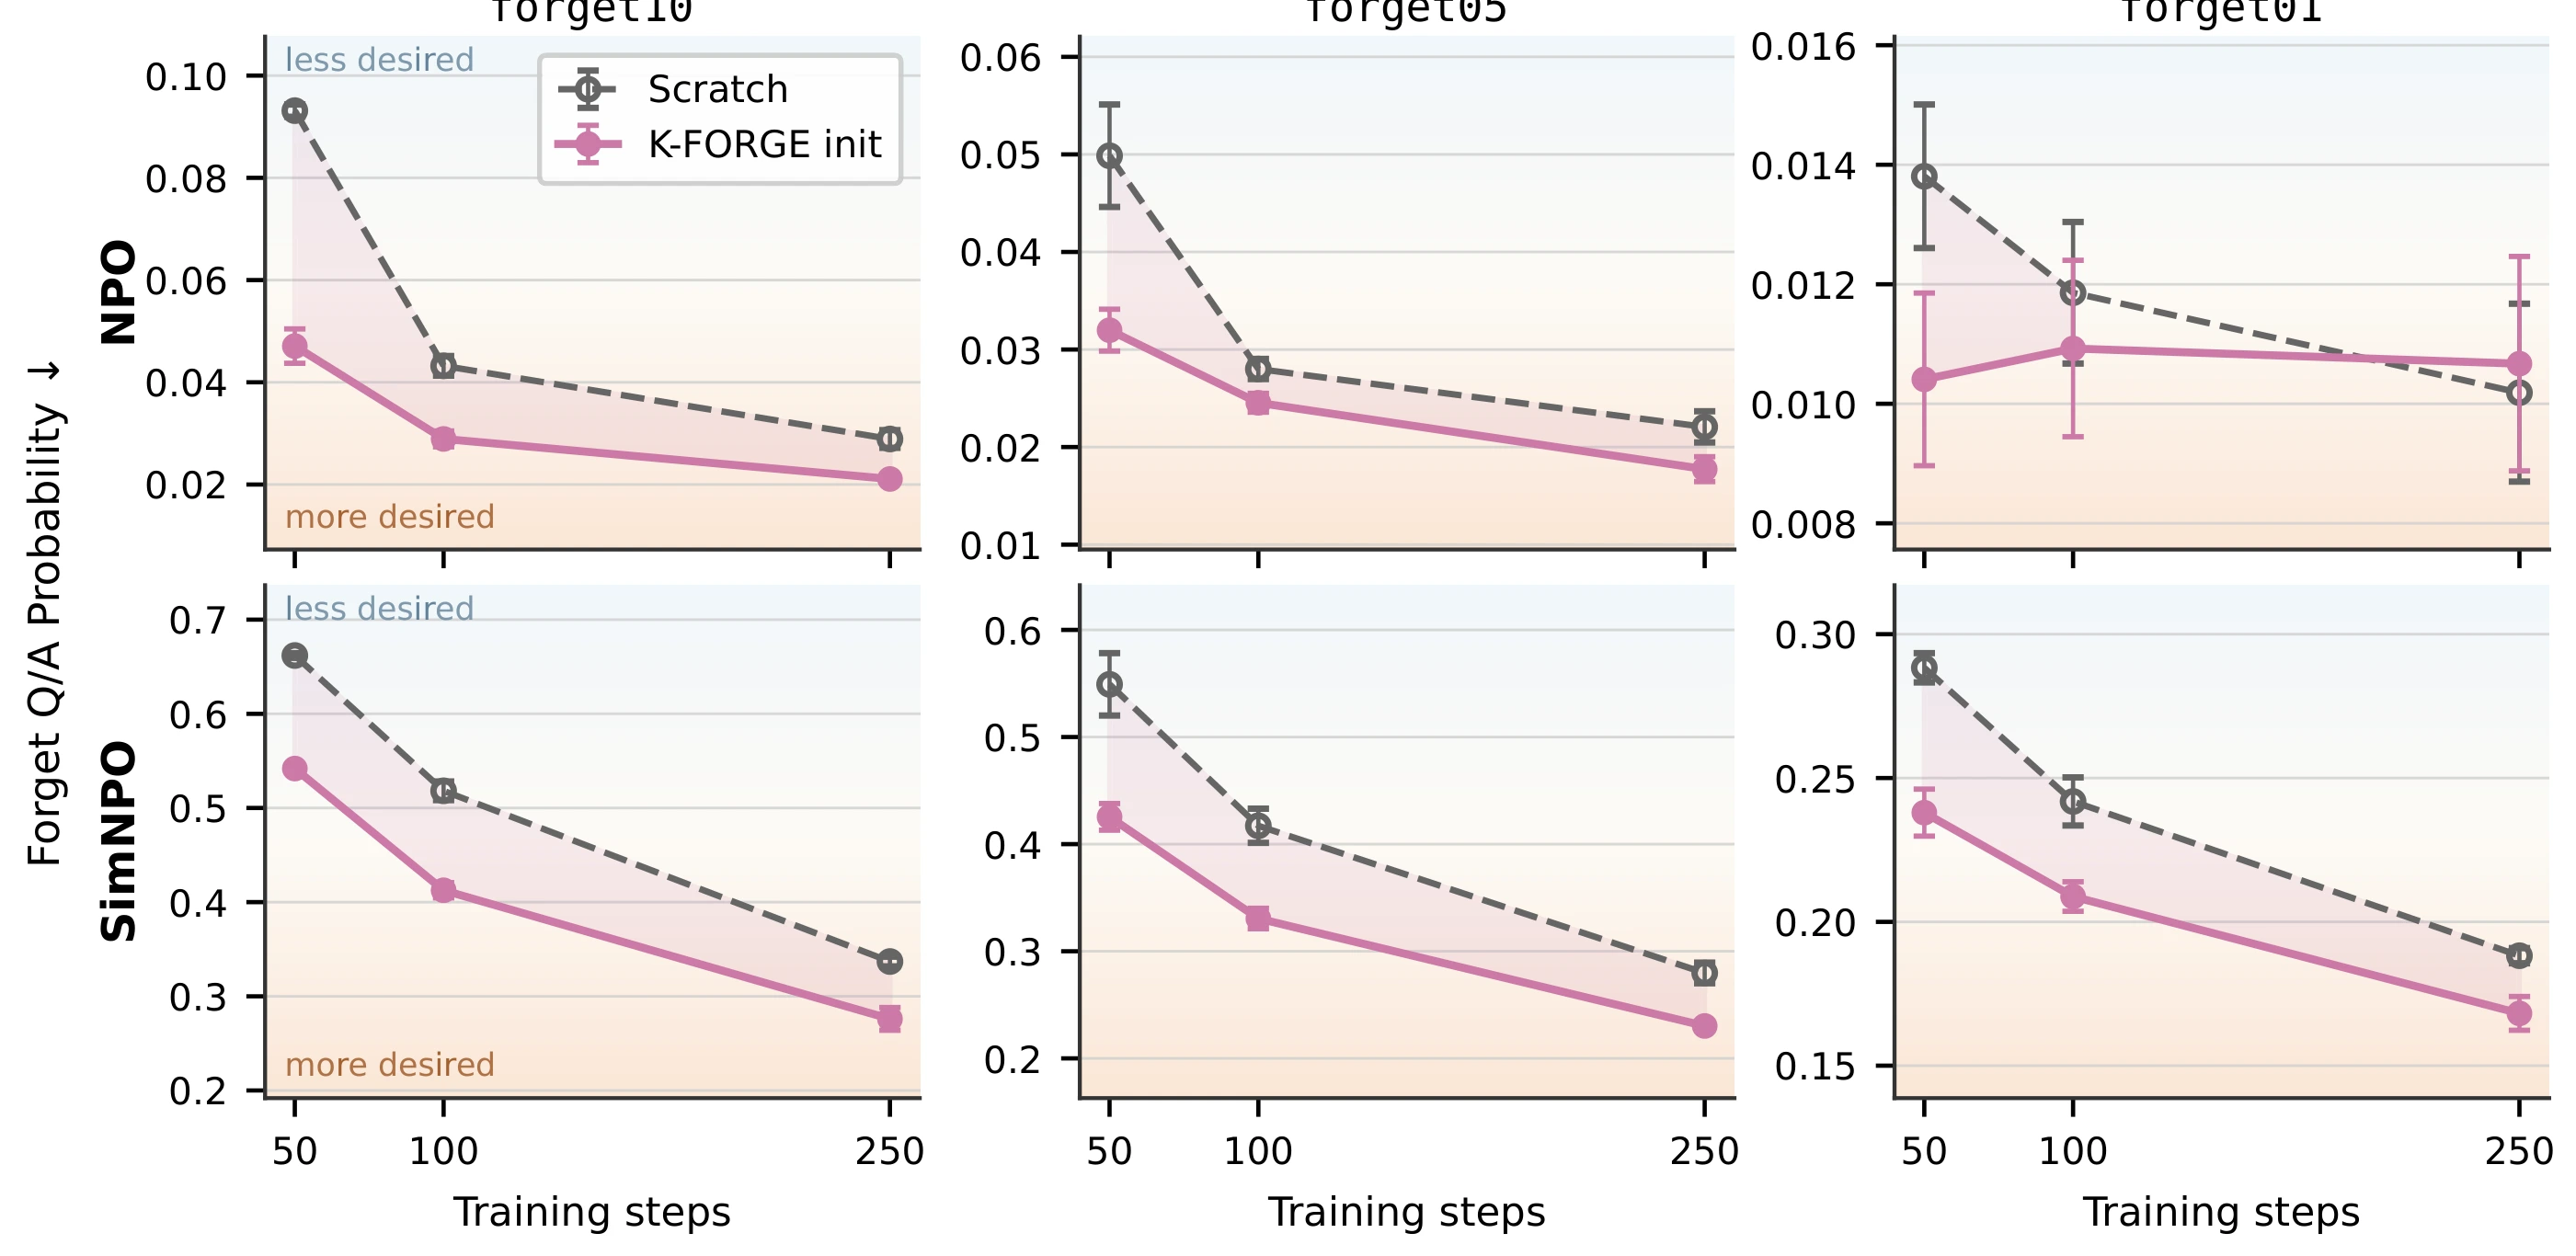 forget10
forget05
forget01
Forget Q/A Probability ↓
NPO
0.10
0.08
0.06
0.04
0.02
less desired
Scratch
K-FORGE init
more desired
0.06
0.05
0.04
0.03
0.02
0.01
0.016
0.014
0.012
0.010
0.008
SimNPO
0.7
0.6
0.5
0.4
0.3
0.2
less desired
more desired
0.6
0.5
0.4
0.3
0.2
0.30
0.25
0.20
0.15
50 100 250
50 100 250
50 100 250
Training steps
Training steps
Training steps